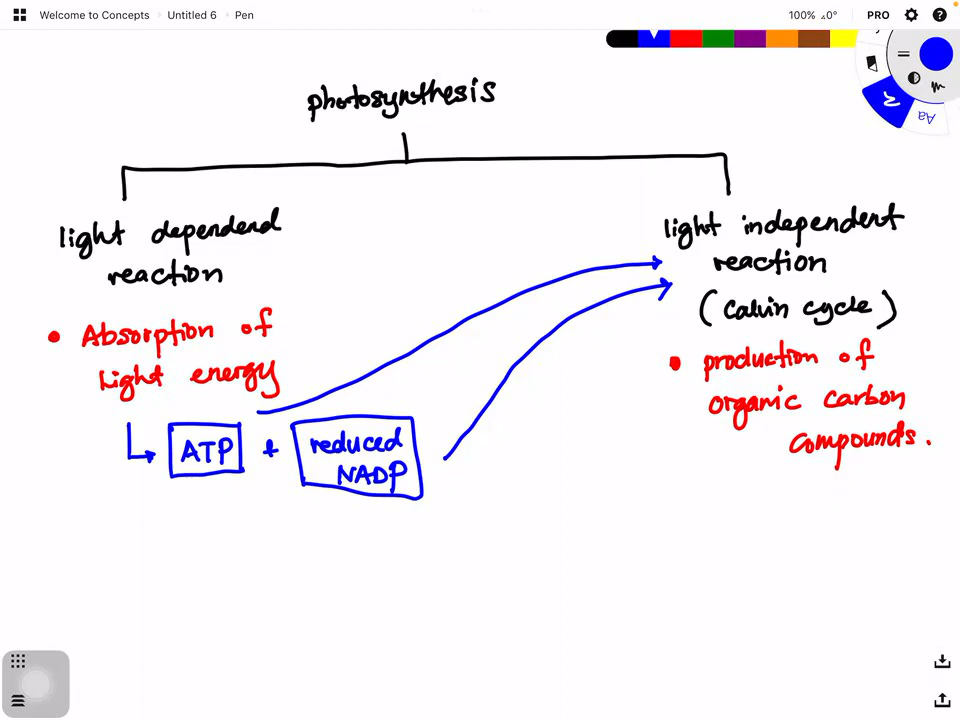 Welcome to Concepts > Untitled 6 > Pen
100% 0°
PRO
Aa
photosynthesis
light dependend
reaction
light independent
reaction
(Calvin cycle)
• Absorption of
light energy
• production of
organic carbon
compounds.
ATP + reduced
NADP